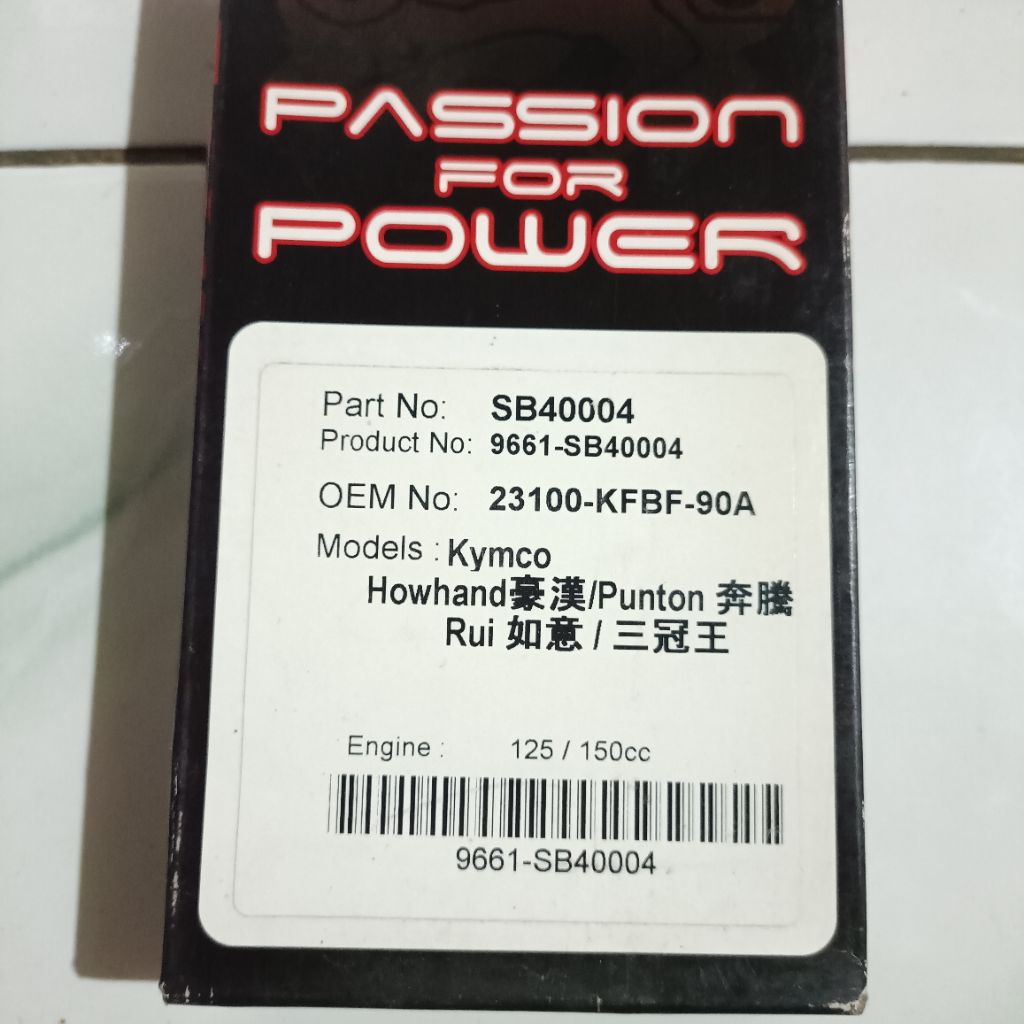 PASSION
FOR
POWER
Part No: SB40004
Product No: 9661-SB40004
OEM No: 23100-KFBF-90A
Models : Kymco
Howhand豪漢/Punton 奔騰
Rui 如意 / 三冠王
Engine : 125 / 150cc
9661-SB40004